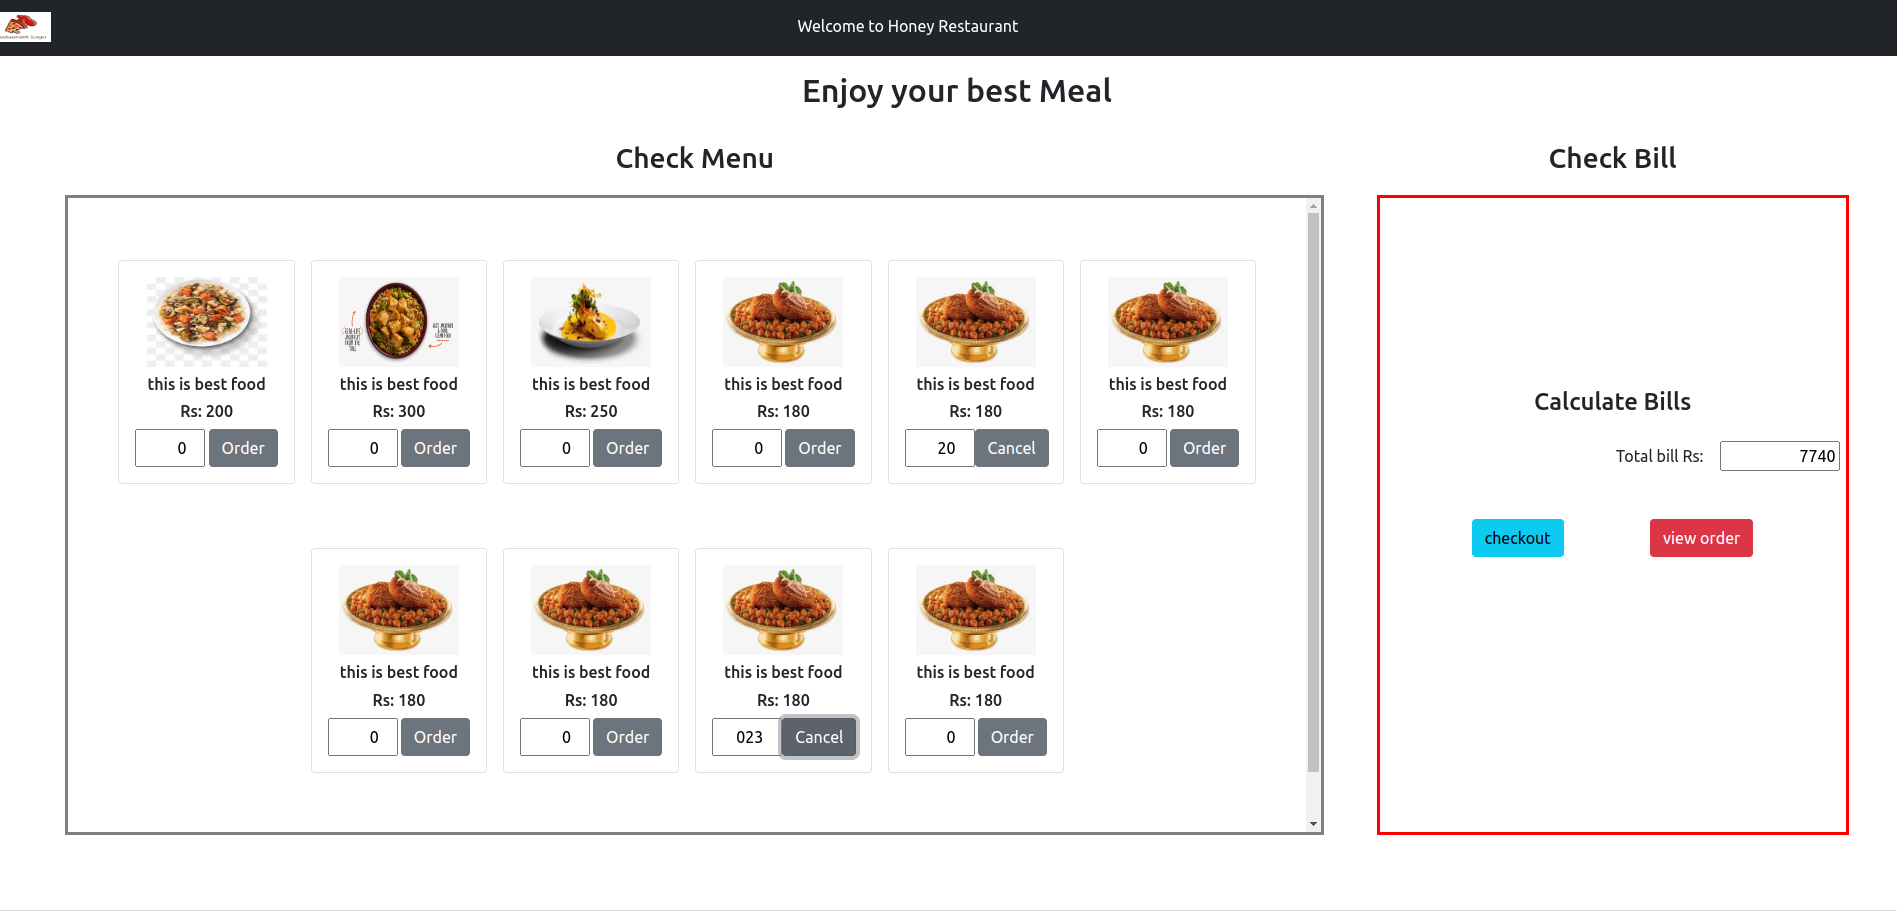 Welcome to Honey Restaurant
Enjoy your best Meal
Check Menu
Check Bill
this is best food
Rs: 200
0 Order
this is best food
Rs: 300
0 Order
this is best food
Rs: 250
0 Order
this is best food
Rs: 180
0 Order
this is best food
Rs: 180
20 Cancel
this is best food
Rs: 180
0 Order
this is best food
Rs: 180
0 Order
this is best food
Rs: 180
0 Order
this is best food
Rs: 180
023 Cancel
this is best food
Rs: 180
0 Order
Calculate Bills
Total bill Rs: 7740
checkout view order